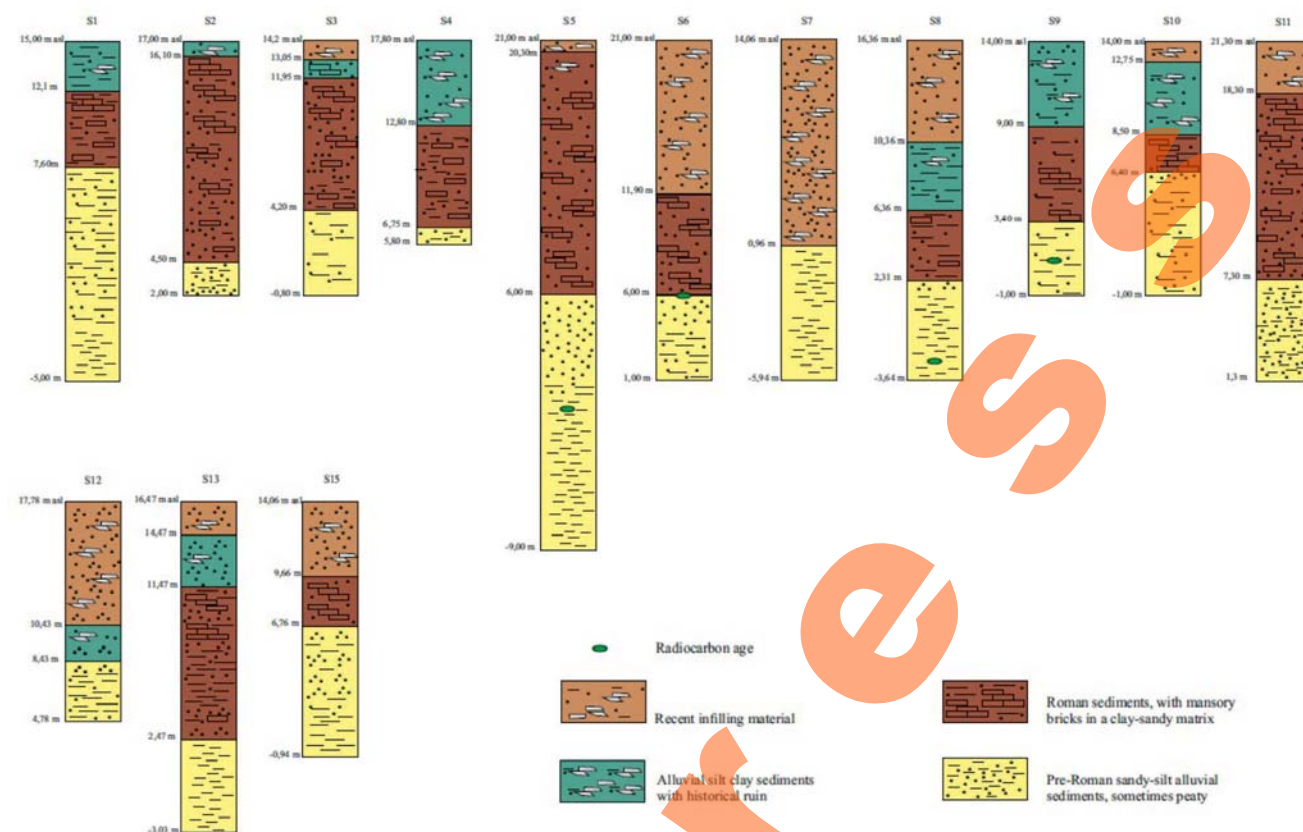 S1
15,00 m asl
12,1 m
7,60m
-5,00 m
S2
17,00 m asl
16,10 m
4,50 m
2,00 m
S3
14,2 m asl
13,05 m
11,95 m
4,20 m
-0,80 m
S4
17,80 m asl
12,80 m
6,75 m
5,80 m
S5
21,00 m asl
20,30 m
6,00 m
-9,00 m
S6
21,00 m asl
11,90 m
6,00 m
1,00 m
S7
14,06 m asl
0,96 m
-5,94 m
S8
16,36 m asl
10,36 m
6,36 m
2,31 m
-3,64 m
S9
14,00 m asl
9,00 m
3,40 m
-1,00 m
S10
14,00 m asl
12,75 m
8,50 m
6,40 m
-1,00 m
S11
21,30 m asl
18,30 m
7,30 m
1,3 m
S12
17,78 m asl
10,43 m
8,43 m
4,78 m
S13
16,47 m asl
14,47 m
11,47 m
2,47 m
-3,03 m
S15
14,06 m asl
9,66 m
6,76 m
-0,94 m
Radiocarbon age
Recent infilling material
Alluvial silt clay sediments
with historical ruin
Roman sediments, with mansory
bricks in a clay-sandy matrix
Pre-Roman sandy-silt alluvial
sediments, sometimes peaty
r e s s